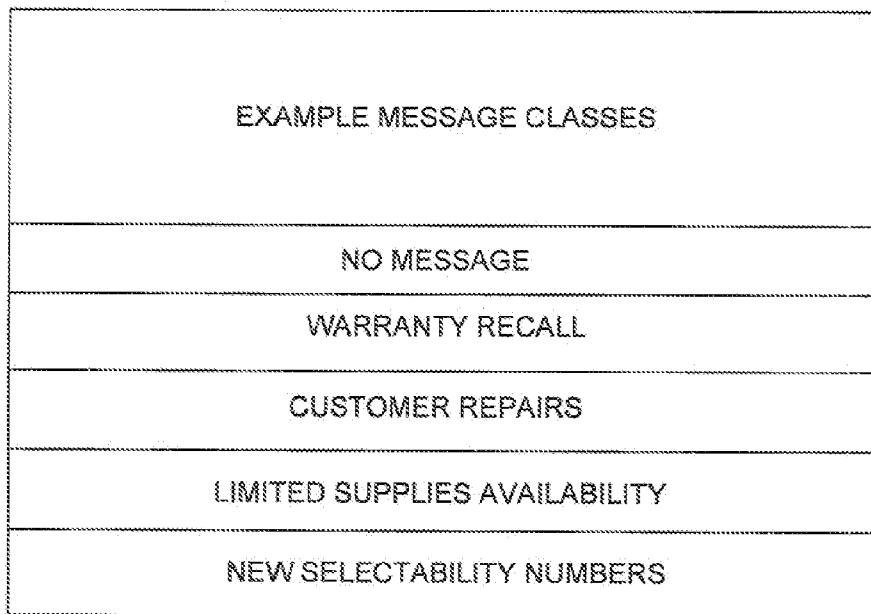 EXAMPLE MESSAGE CLASSES
NO MESSAGE
WARRANTY RECALL
CUSTOMER REPAIRS
LIMITED SUPPLIES AVAILABILITY
NEW SELECTABILITY NUMBERS